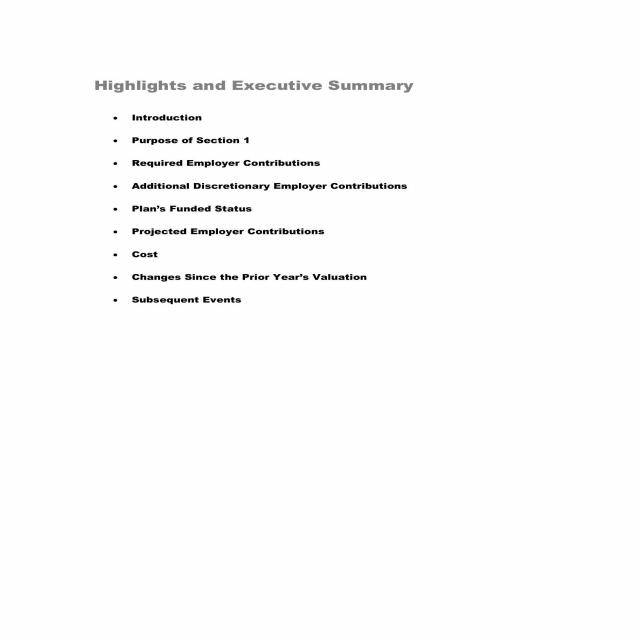 Highlights and Executive Summary
• Introduction
• Purpose of Section 1
• Required Employer Contributions
• Additional Discretionary Employer Contributions
• Plan’s Funded Status
• Projected Employer Contributions
• Cost
• Changes Since the Prior Year’s Valuation
• Subsequent Events